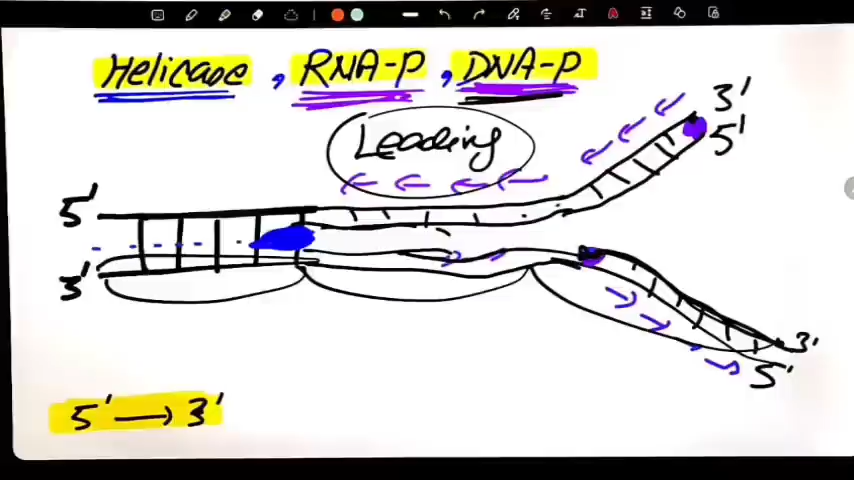 Helicase , RNA-P , DNA-P
3'
Leading
5'
5'
3'
3'
5'
5' → 3'